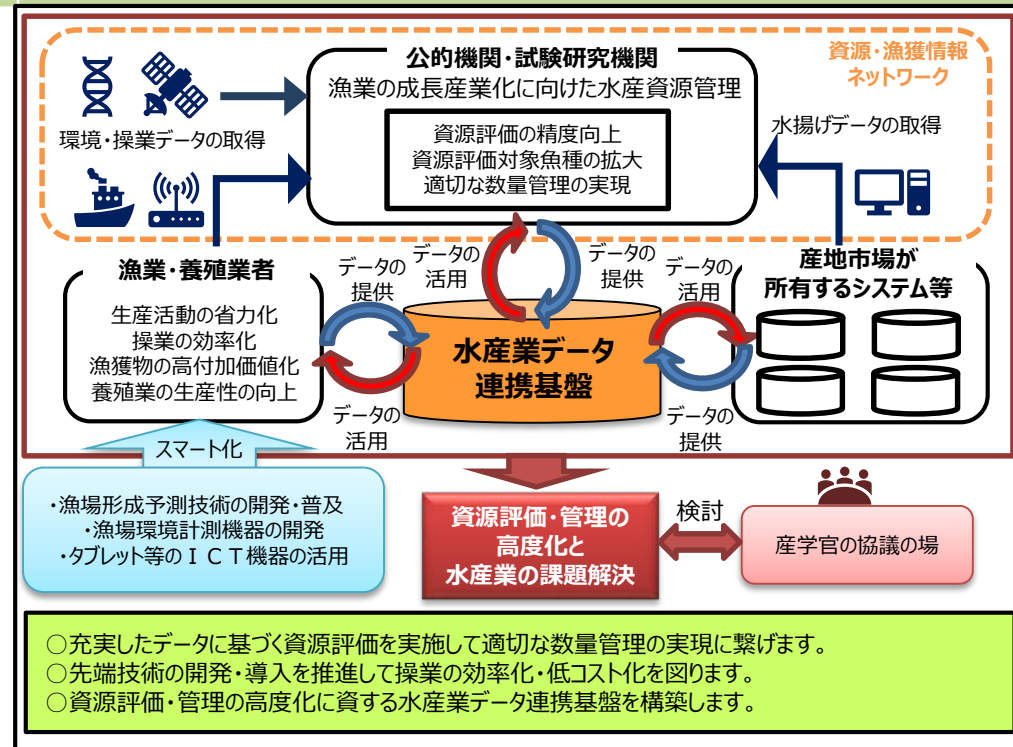 公的機関・試験研究機関
漁業の成長産業化に向けた水産資源管理
資源評価の精度向上
資源評価対象魚種の拡大
適切な数量管理の実現
資源・漁獲情報
ネットワーク
環境・操業データの取得
水揚げデータの取得
漁業・養殖業者
生産活動の省力化
操業の効率化
漁獲物の高付加価値化
養殖業の生産性の向上
データの
提供
データの
活用
データの
提供
データの
活用
産地市場が
所有するシステム等
水産業データ
連携基盤
データの
活用
データの
提供
スマート化
・漁場形成予測技術の開発・普及
・漁場環境計測機器の開発
・タブレット等のＩＣＴ機器の活用
資源評価・管理の
高度化と
水産業の課題解決
検討
産学官の協議の場
○充実したデータに基づく資源評価を実施して適切な数量管理の実現に繋げます。
○先端技術の開発・導入を推進して操業の効率化・低コスト化を図ります。
○資源評価・管理の高度化に資する水産業データ連携基盤を構築します。